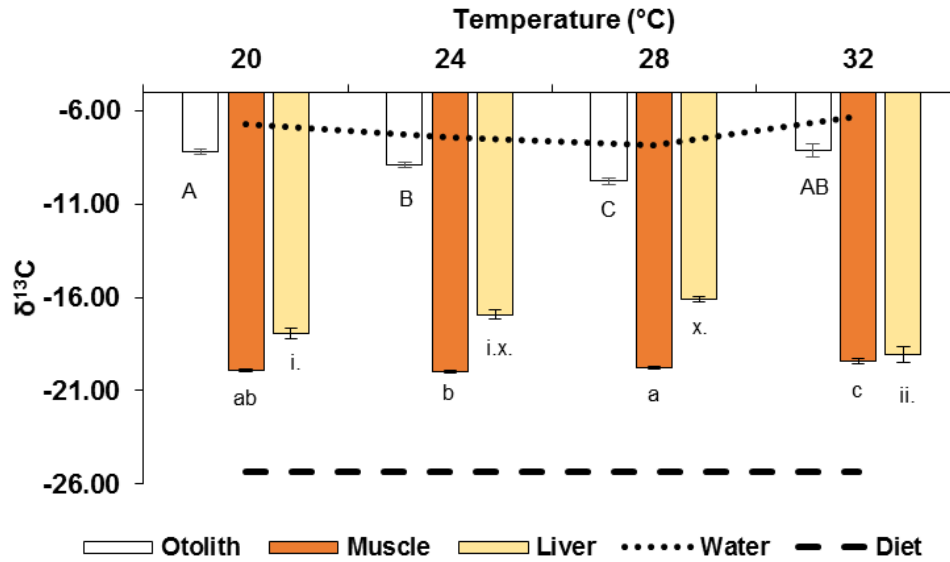 Temperature (°C)
20 24 28 32
-6.00
-11.00
-16.00
-21.00
-26.00
δ¹³C
A B C AB
i. i.x. x. ii.
ab b a c
Otolith Muscle Liver Water Diet